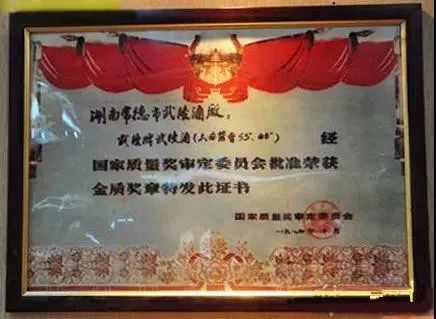 湖南常德市武陵酒厂：
武陵牌武陵酒(大曲酱香55°、48°) 经
国家质量奖审定委员会批准荣获
金质奖章特发此证书
国家质量奖审定委员会